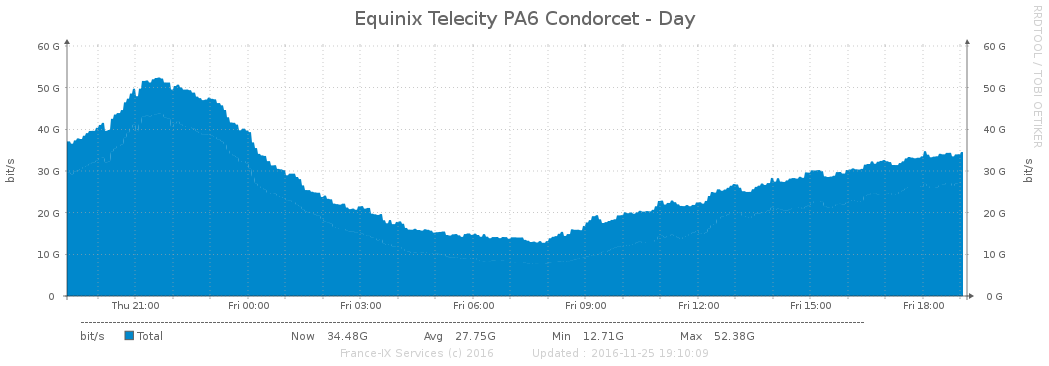 Equinix Telecity PA6 Condorcet - Day
RRDTOOL / TOBI OETIKER
bit/s
60 G 60 G
50 G 50 G
40 G 40 G
30 G 30 G
20 G 20 G
10 G 10 G
0 0 G
bit/s
Thu 21:00 Fri 00:00 Fri 03:00 Fri 06:00 Fri 09:00 Fri 12:00 Fri 15:00 Fri 18:00
bit/s Total Now 34.48G Avg 27.75G Min 12.71G Max 52.38G
France-IX Services (c) 2016 Updated : 2016-11-25 19:10:09